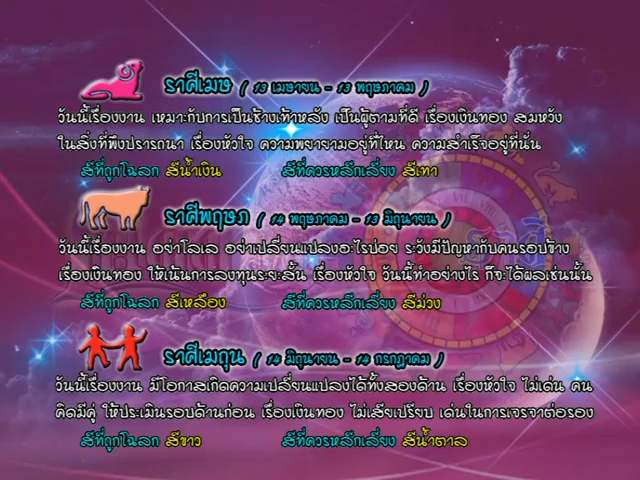 ราศีเมษ ( 13 เมษายน - 13 พฤษภาคม )
วันนี้เรื่องงาน เหมาะกับการเป็นช้างเท้าหลัง เป็นผู้ตามที่ดี เรื่องเงินทอง สมหวัง
ในสิ่งที่พึงปรารถนา เรื่องหัวใจ ความพยายามอยู่ที่ไหน ความสำเร็จอยู่ที่นั่น
สีที่ถูกโฉลก สีน้ำเงิน สีที่ควรหลีกเลี่ยง สีเทา
ราศีพฤษภ ( 14 พฤษภาคม - 13 มิถุนายน )
วันนี้เรื่องงาน อย่าโลเล อย่าเปลี่ยนแปลงอะไรบ่อย ระวังมีปัญหากับคนรอบข้าง
เรื่องเงินทอง ให้เน้นการลงทุนระยะสั้น เรื่องหัวใจ วันนี้ทำอย่างไร ก็จะได้ผลเช่นนั้น
สีที่ถูกโฉลก สีเหลือง สีที่ควรหลีกเลี่ยง สีม่วง
ราศีเมถุน ( 14 มิถุนายน - 14 กรกฎาคม )
วันนี้เรื่องงาน มีโอกาสเกิดความเปลี่ยนแปลงได้ทั้งสองด้าน เรื่องหัวใจ ไม่เด่น คน
คิดมีคู่ ให้ประเมินรอบด้านก่อน เรื่องเงินทอง ไม่เสียเปรียบ เด่นในการเจรจาต่อรอง
สีที่ถูกโฉลก สีขาว สีที่ควรหลีกเลี่ยง สีน้ำตาล